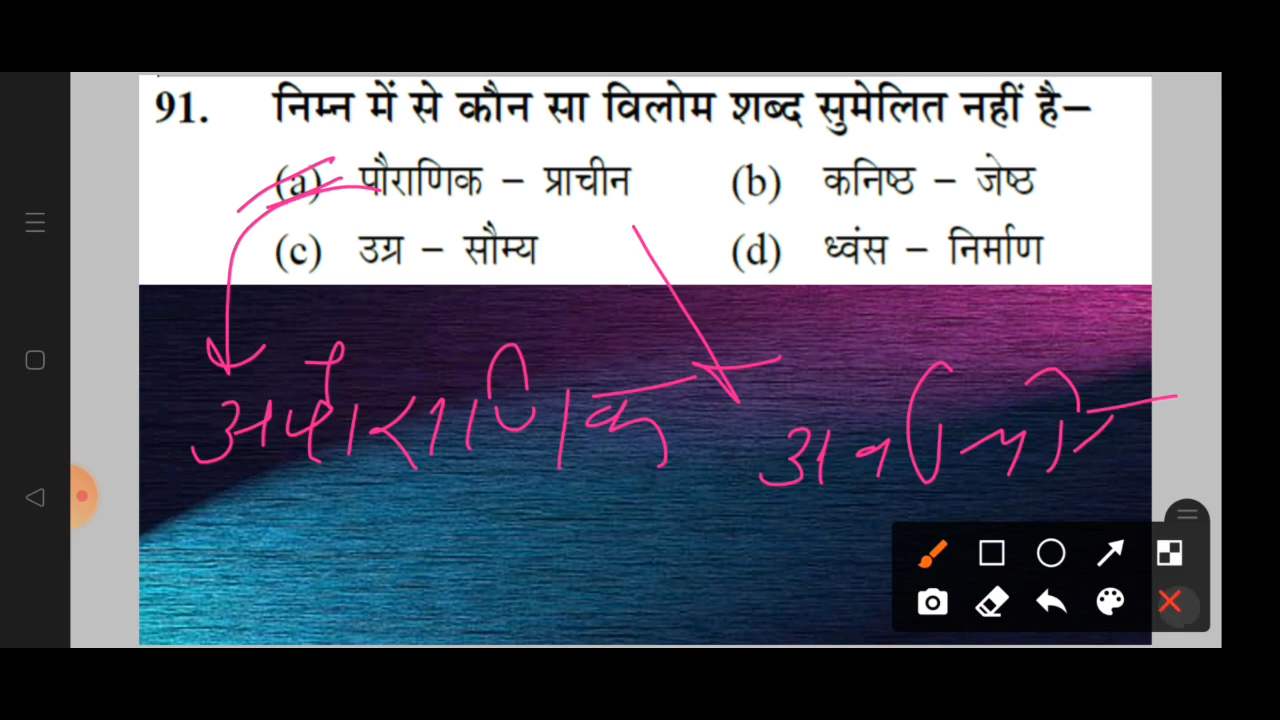 91. निम्न में से कौन सा विलोम शब्द सुमेलित नहीं है–
(a) पौराणिक – प्राचीन (b) कनिष्ठ – जेष्ठ
(c) उग्र – सौम्य (d) ध्वंस – निर्माण
अपौराणिक